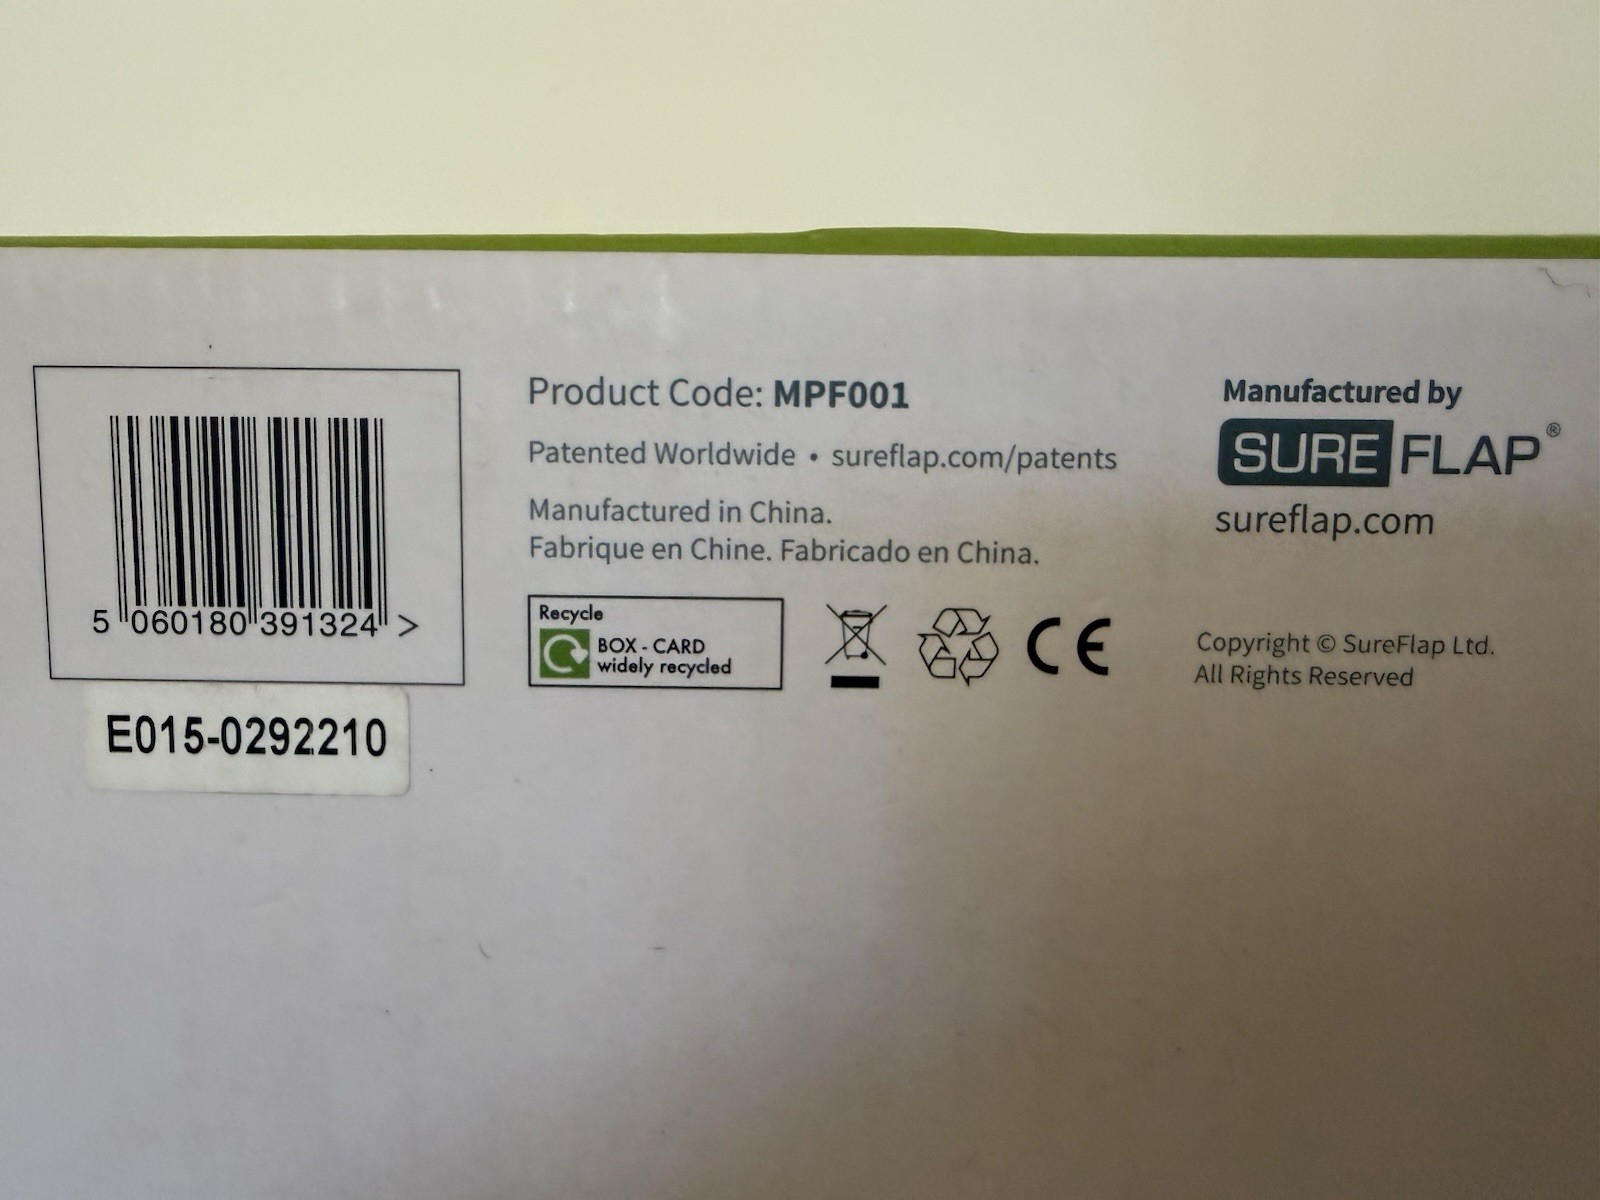 5 060180 391324 >
E015-0292210
Product Code: MPF001
Patented Worldwide • sureflap.com/patents
Manufactured in China.
Fabrique en Chine. Fabricado en China.
Recycle
BOX - CARD
widely recycled
CE
Manufactured by
SUREFLAP®
sureflap.com
Copyright © SureFlap Ltd.
All Rights Reserved